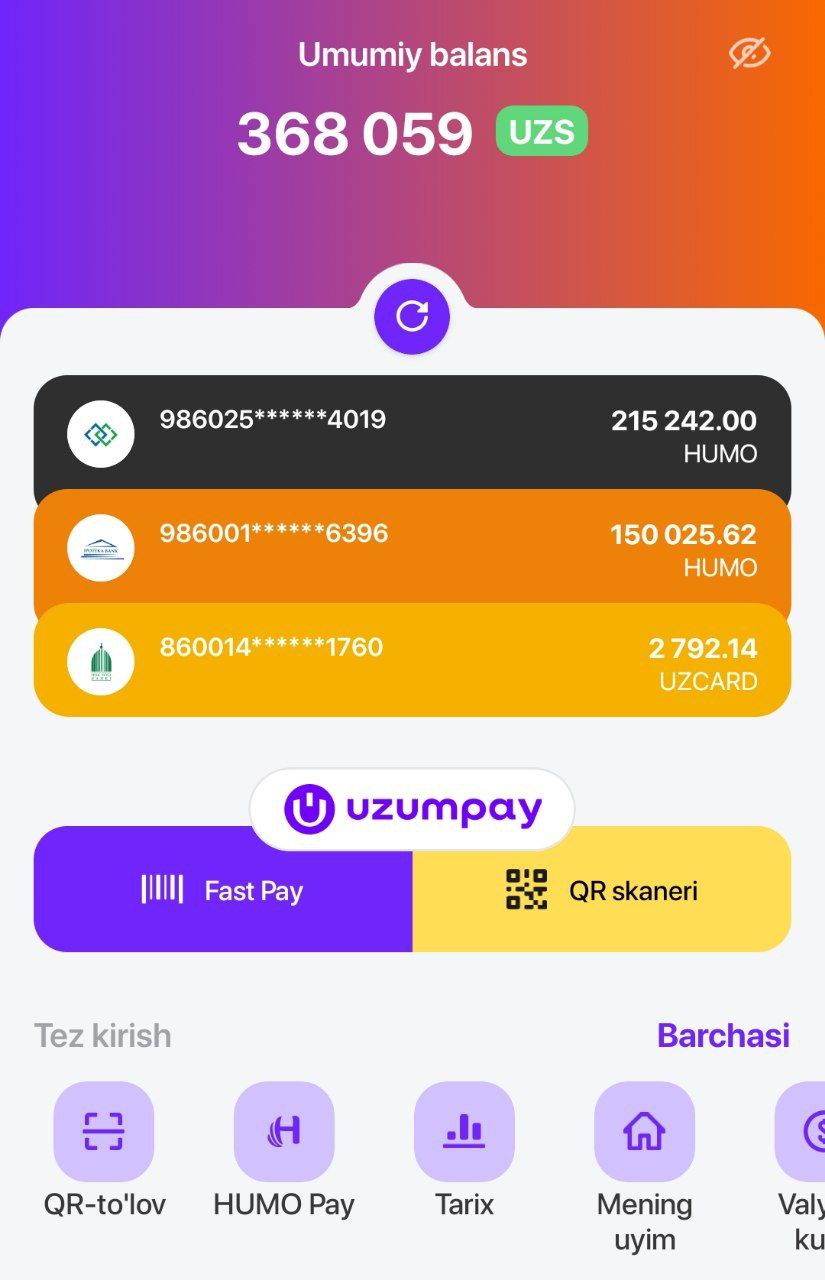 Umumiy balans
368 059 UZS
986025******4019
215 242.00
HUMO
986001******6396
150 025.62
HUMO
860014******1760
2 792.14
UZCARD
uzumpay
Fast Pay
QR skaneri
Tez kirish
Barchasi
QR-to'lov
HUMO Pay
Tarix
Mening
uyim
Valy
ku